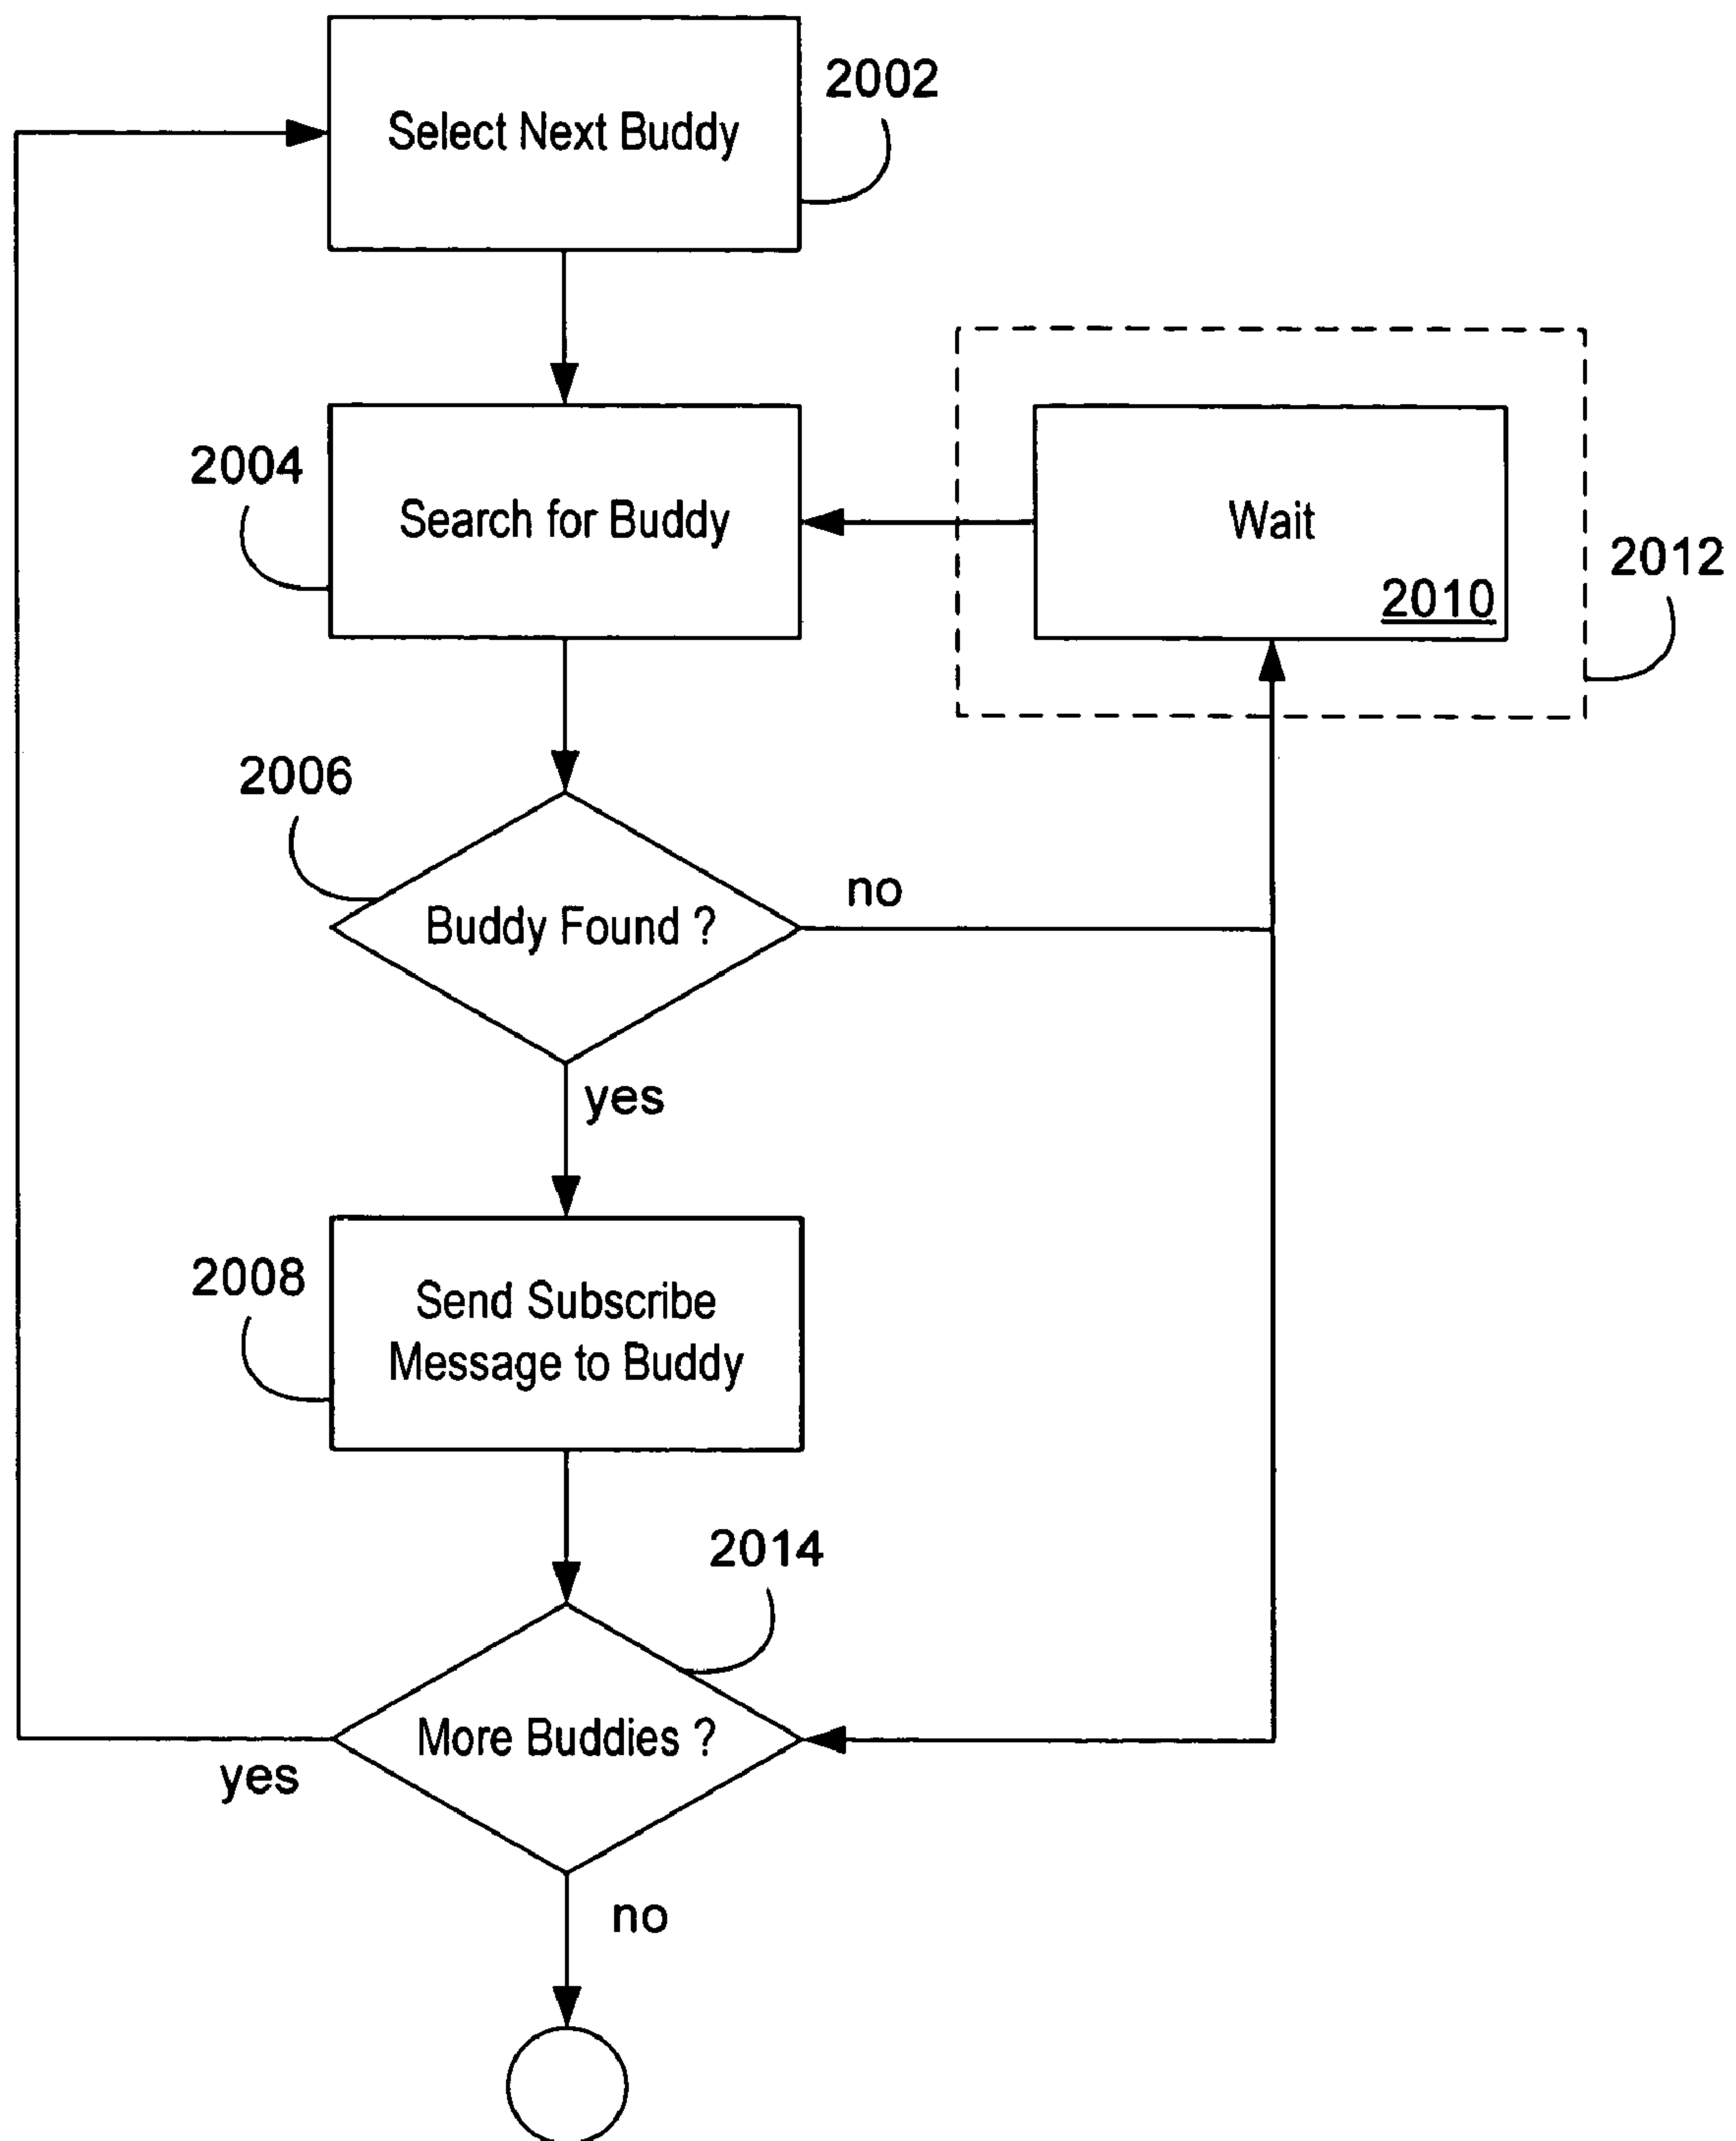 2002
Select Next Buddy
2004
Search for Buddy
Wait
2010
2012
2006
Buddy Found ?
no
yes
2008
Send Subscribe
Message to Buddy
2014
More Buddies ?
yes
no